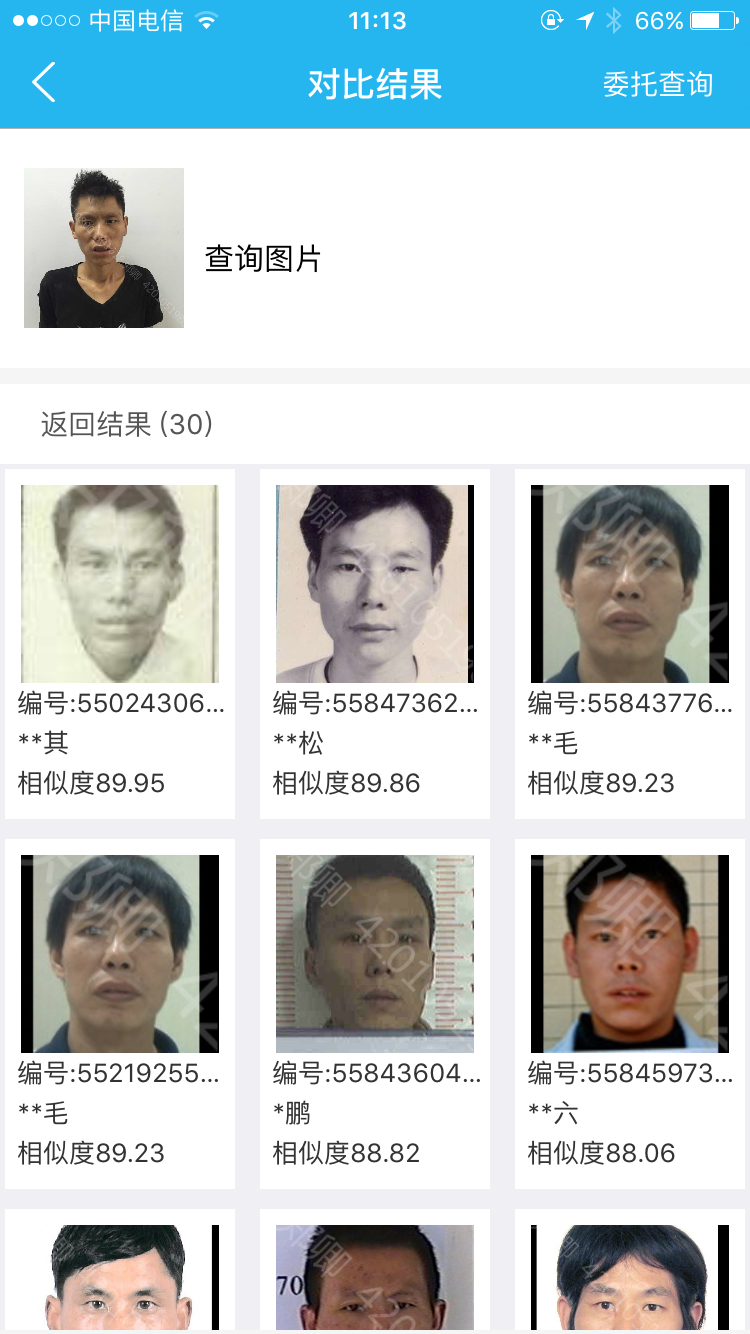 中国电信 11:13 66%
对比结果 委托查询
查询图片
返回结果 (30)
编号:55024306... 编号:55847362... 编号:55843776...
**其 **松 **毛
相似度89.95 相似度89.86 相似度89.23
编号:55219255... 编号:55843604... 编号:55845973...
**毛 *鹏 **六
相似度89.23 相似度88.82 相似度88.06
70